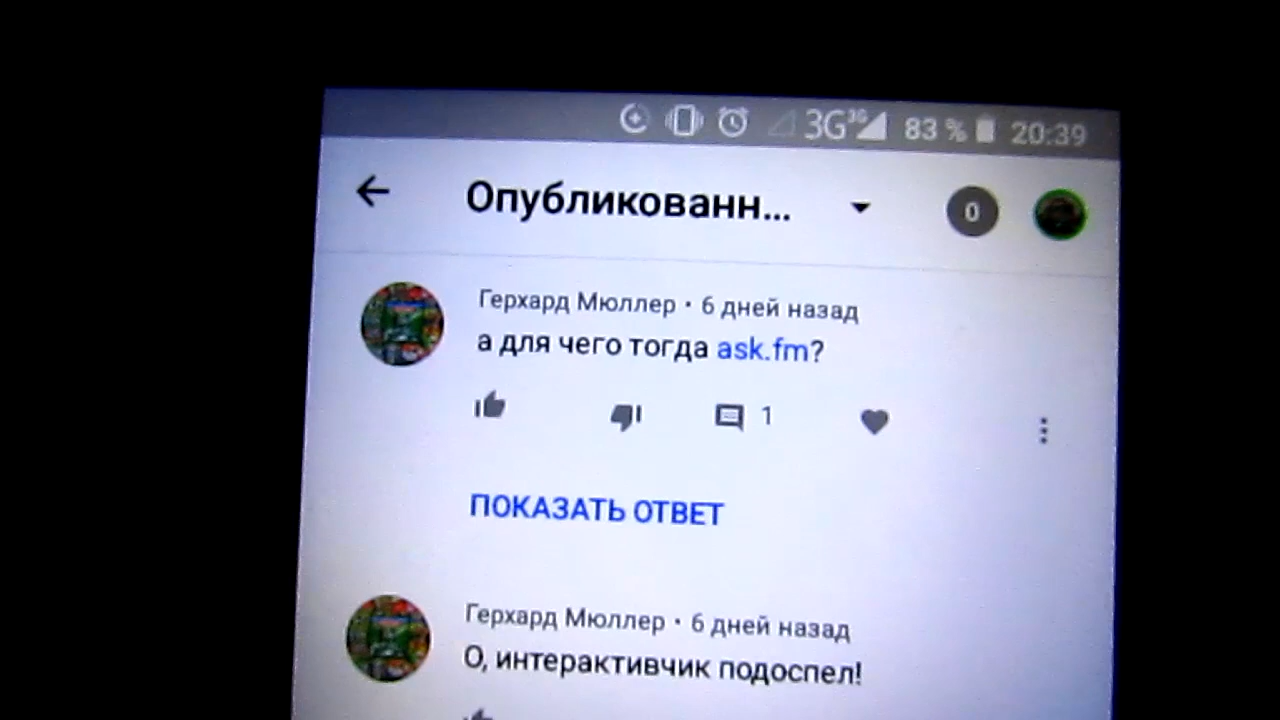 3G 3G 83 % 20:39
Опубликованн... 0
Герхард Мюллер • 6 дней назад
а для чего тогда ask.fm?
1
ПОКАЗАТЬ ОТВЕТ
Герхард Мюллер • 6 дней назад
О, интерактивчик подоспел!